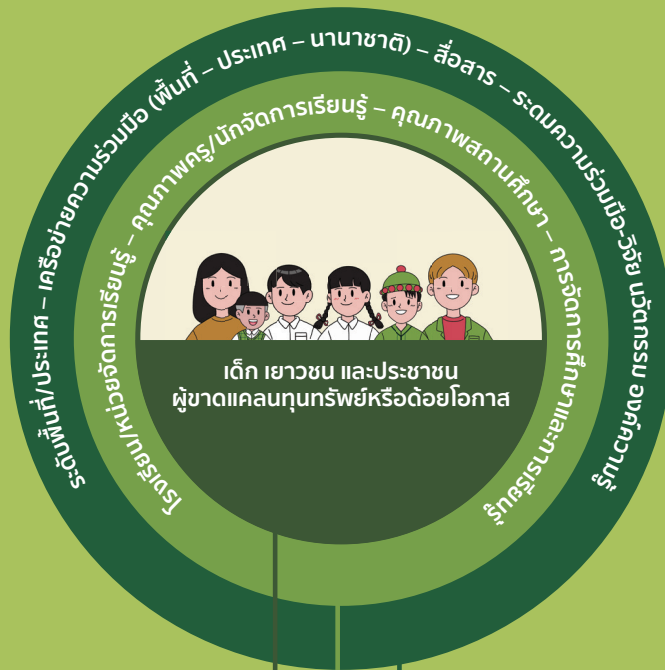 ระดับพื้นที่/ประเทศ – เครือข่ายความร่วมมือ (พื้นที่ – ประเทศ – นานาชาติ) – สื่อสาร – ระดมความร่วมมือ-วิจัย นวัตกรรม องค์ความรู้
โรงเรียน/หน่วยจัดการเรียนรู้ – คุณภาพครู/นักจัดการเรียนรู้ – คุณภาพสถานศึกษา – การจัดการศึกษาและการเรียนรู้
เด็ก เยาวชน และประชาชน
ผู้ขาดแคลนทุนทรัพย์หรือด้อยโอกาส